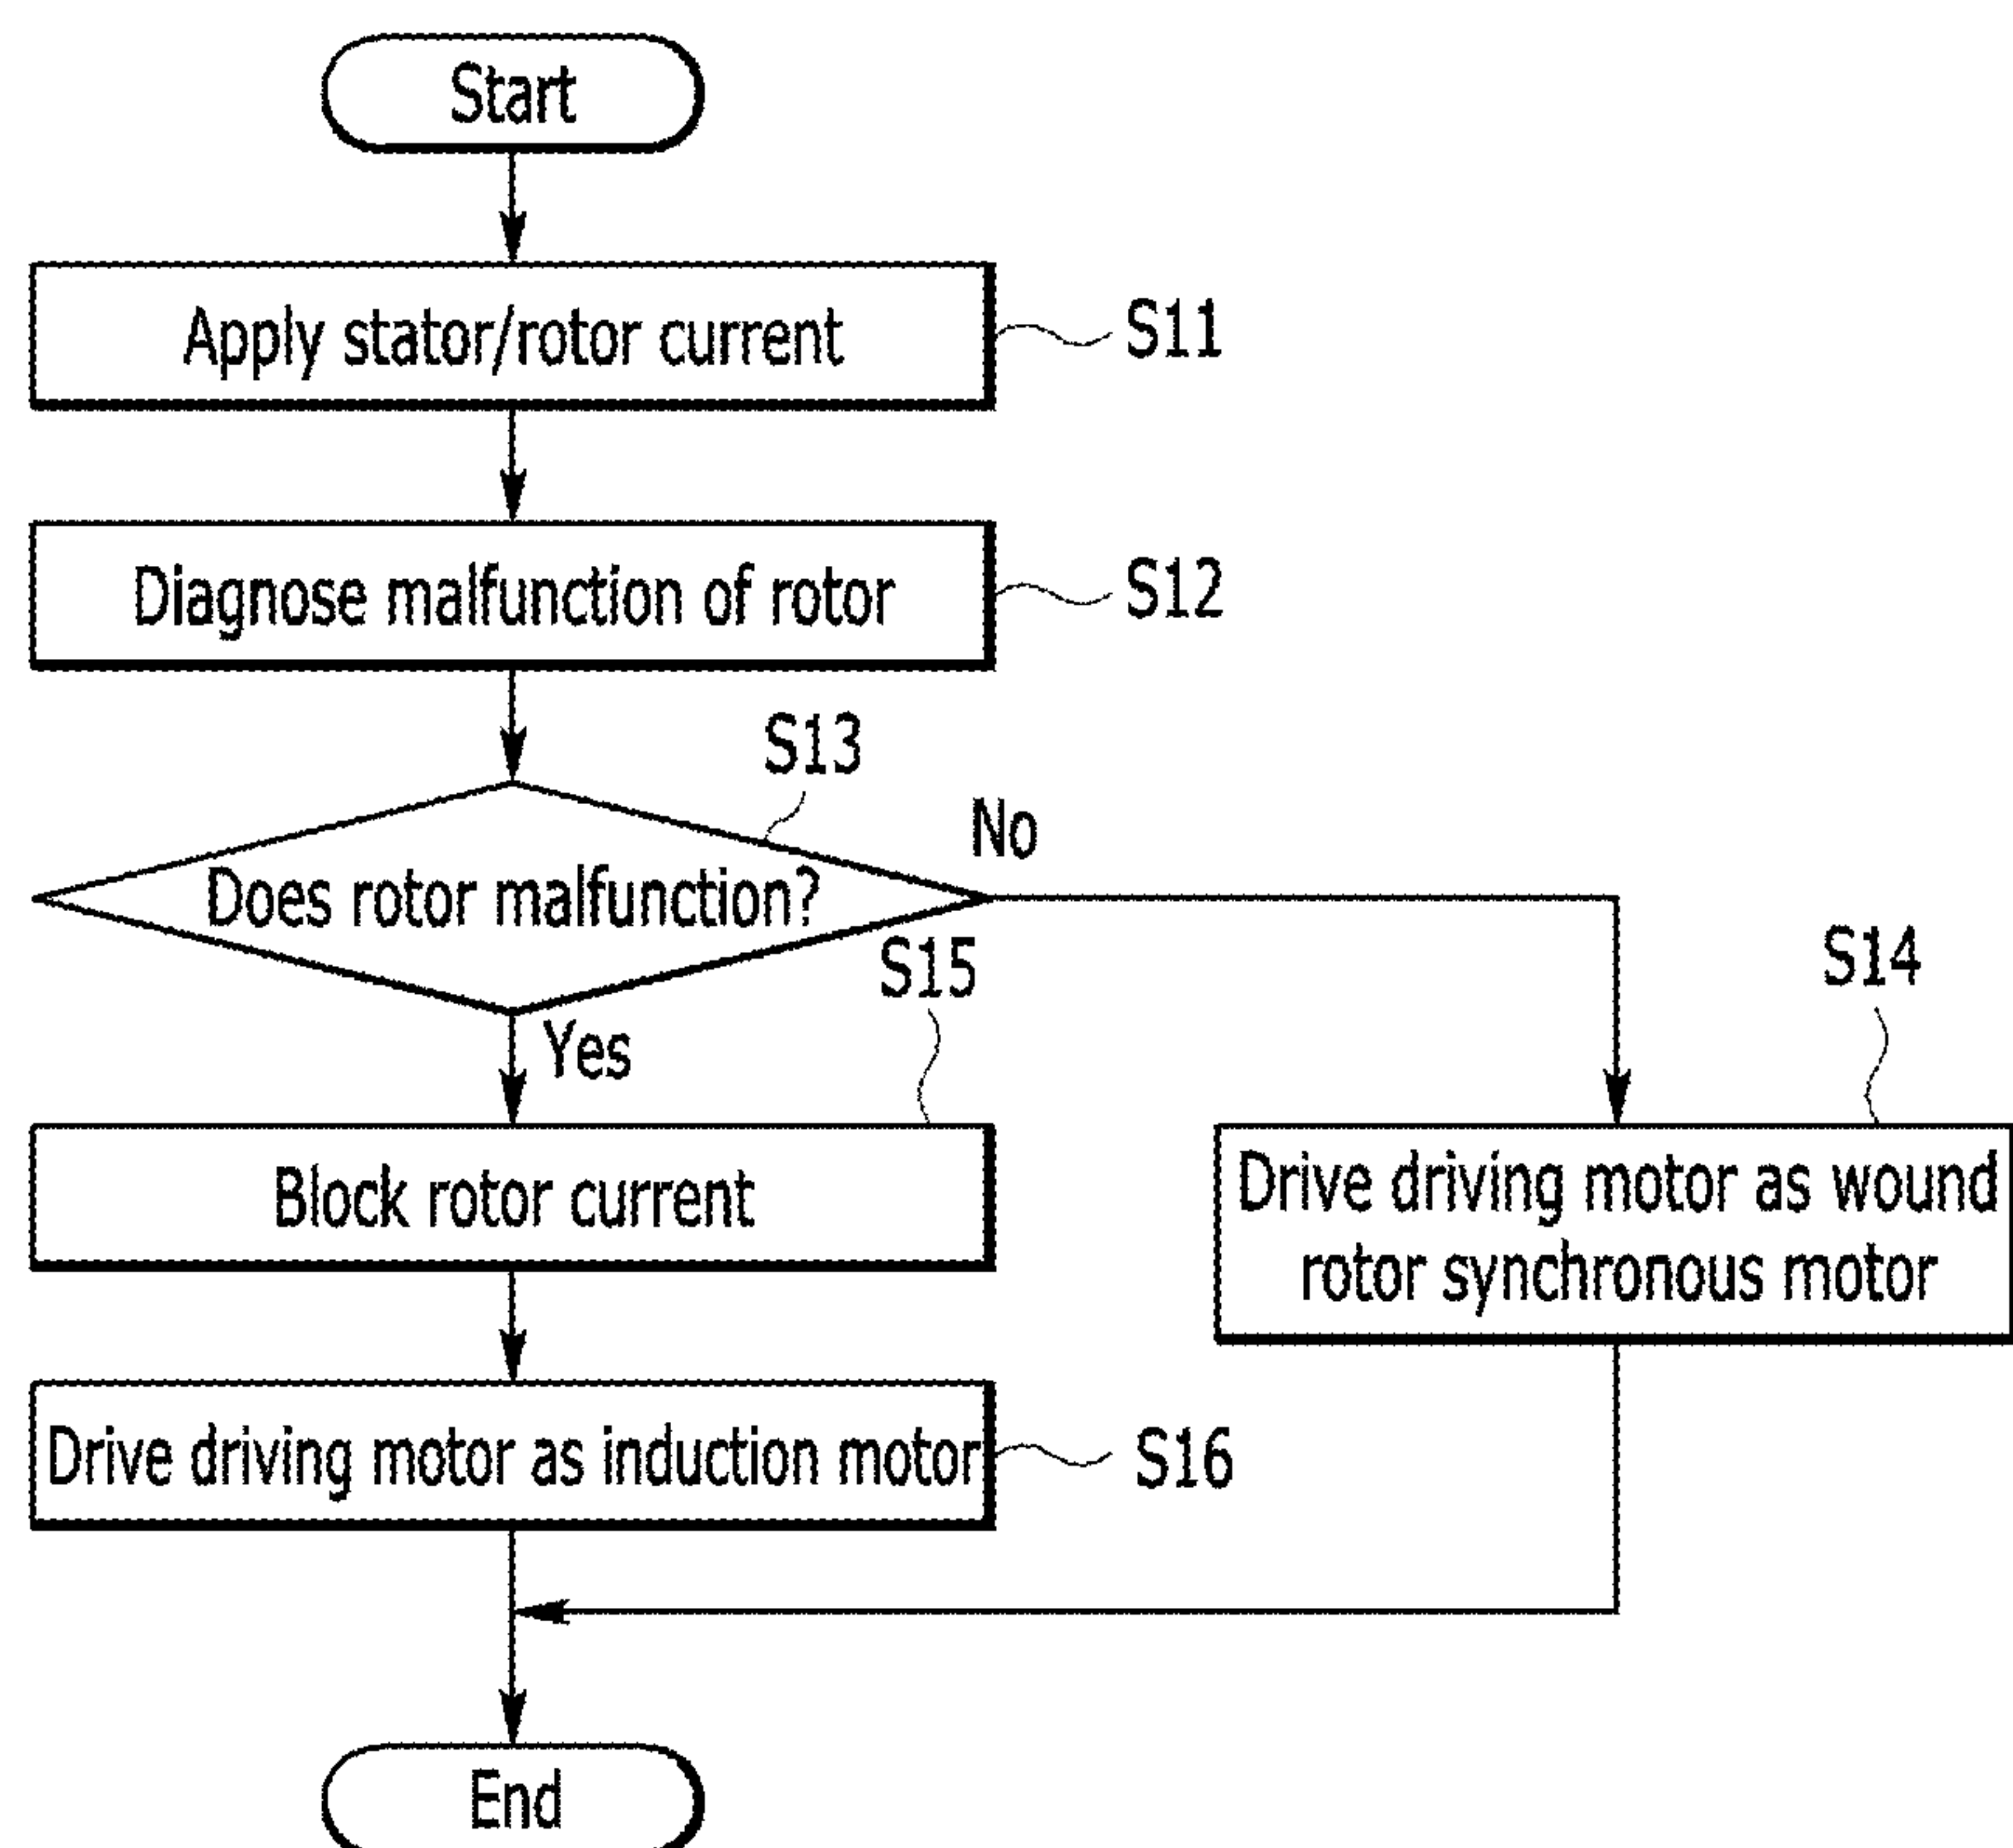 Start
Apply stator/rotor current
S11
Diagnose malfunction of rotor
S12
S13
Does rotor malfunction?
No
Yes
S15
S14
Block rotor current
Drive driving motor as wound
rotor synchronous motor
Drive driving motor as induction motor
S16
End